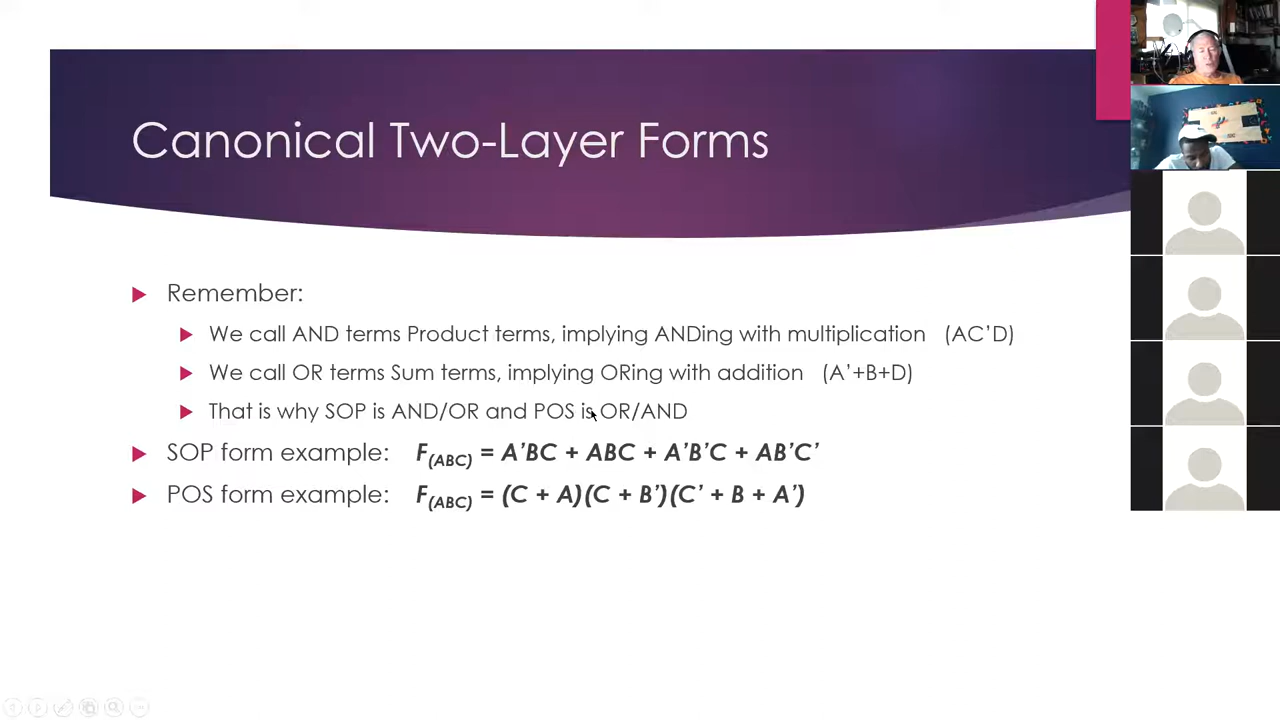 Canonical Two-Layer Forms
Remember:
We call AND terms Product terms, implying ANDing with multiplication (AC’D)
We call OR terms Sum terms, implying ORing with addition (A’+B+D)
That is why SOP is AND/OR and POS is OR/AND
SOP form example: F(ABC) = A’BC + ABC + A’B’C + AB’C’
POS form example: F(ABC) = (C + A)(C + B’)(C’ + B + A’)